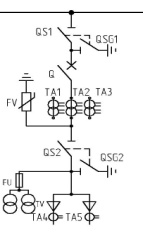 QS1
QSG1
Q
TA1 TA2 TA3
FV
QS2
QSG2
FU
TV
TA4 TA5